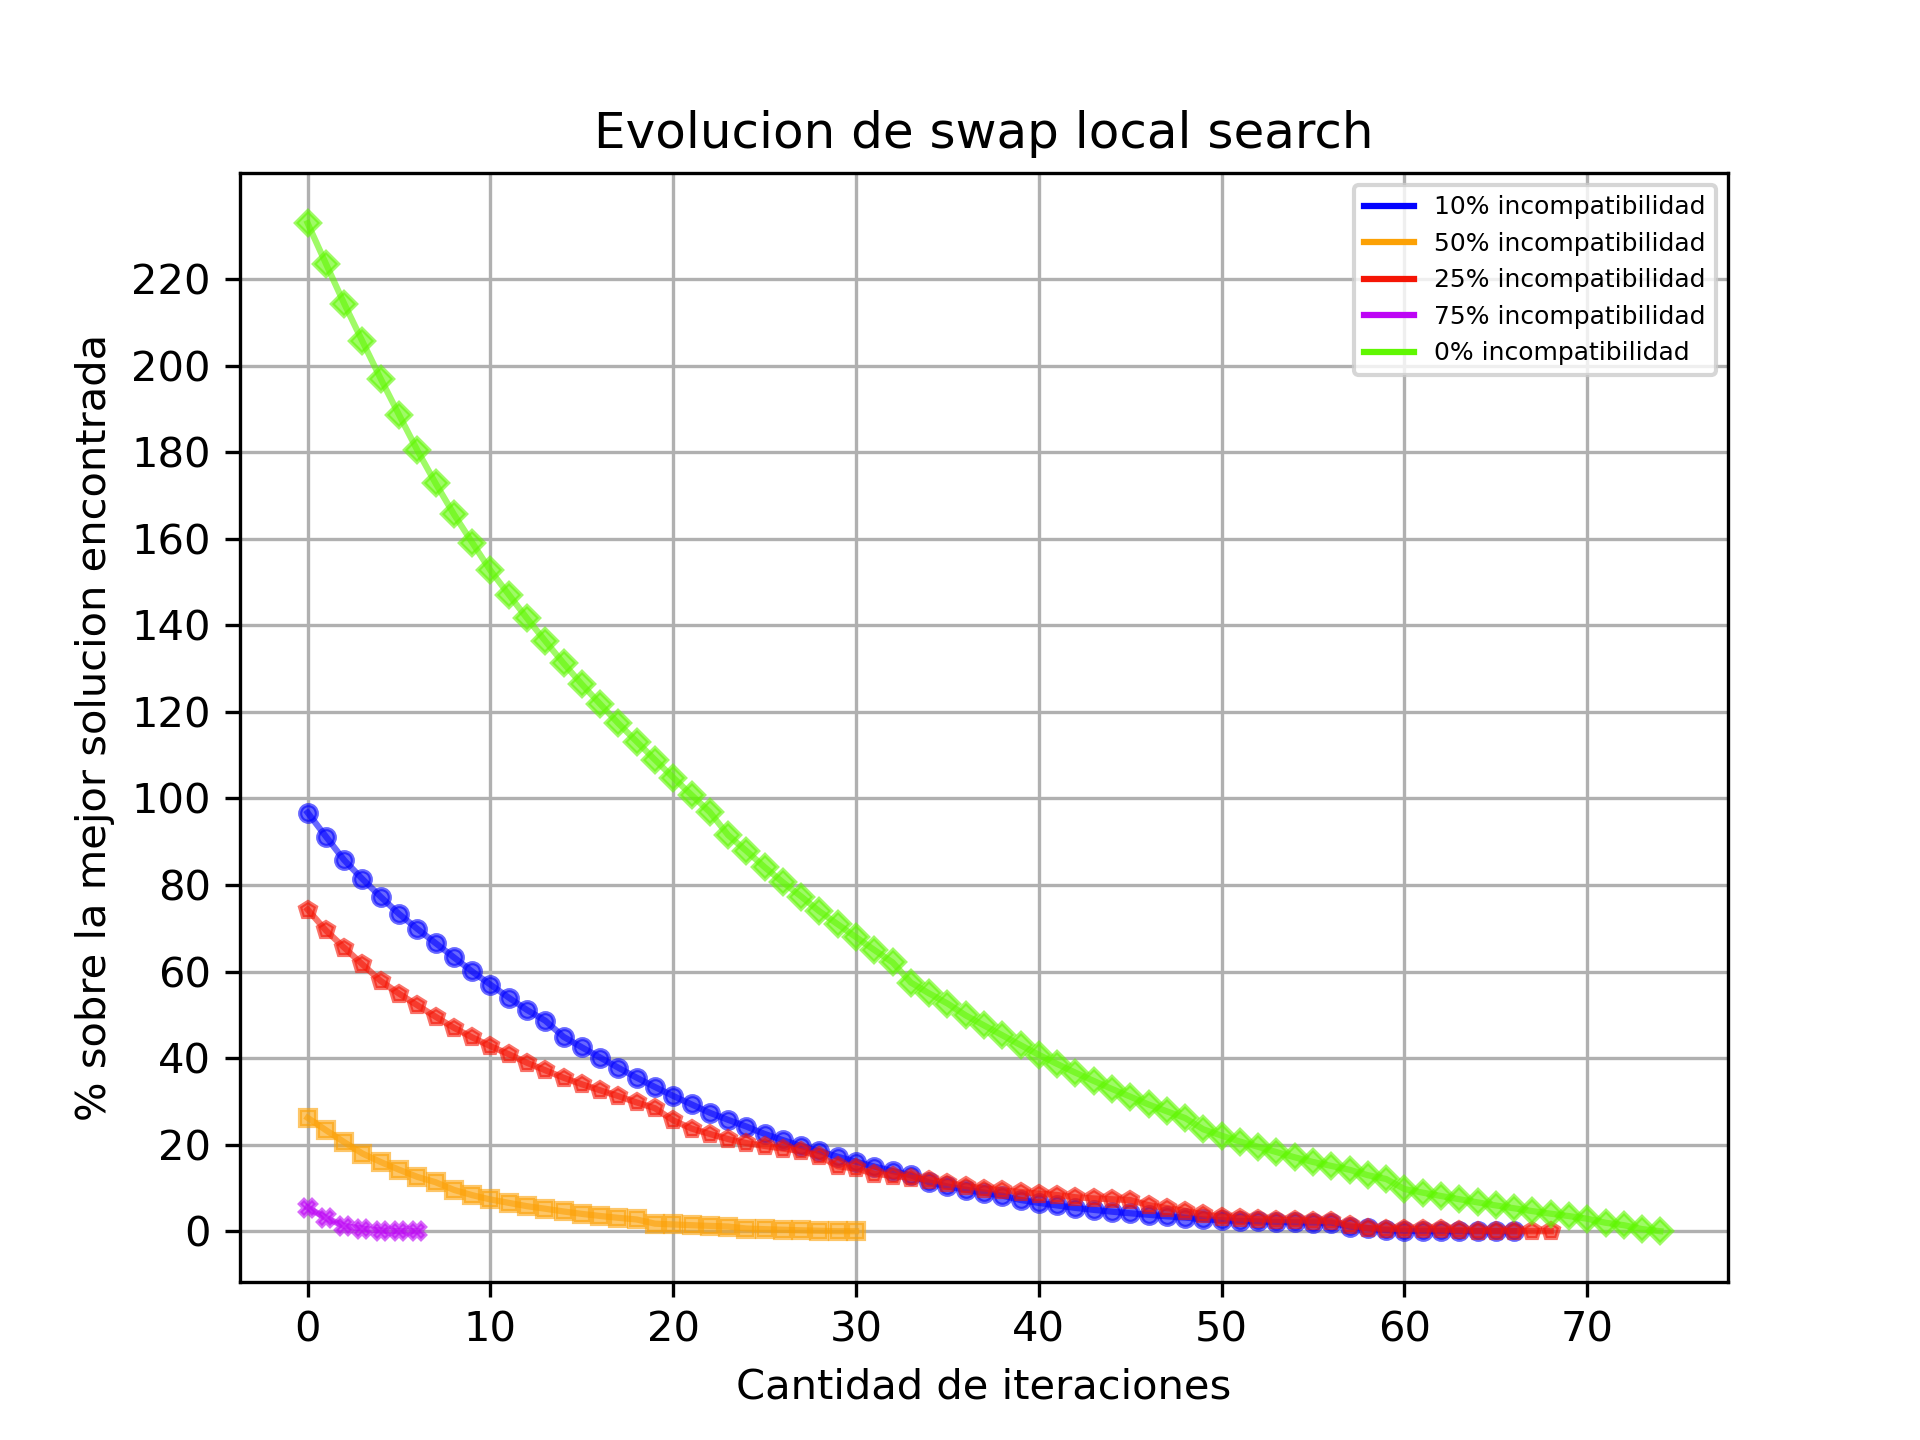 Evolucion de swap local search
10% incompatibilidad
50% incompatibilidad
25% incompatibilidad
75% incompatibilidad
0% incompatibilidad
% sobre la mejor solucion encontrada
220
200
180
160
140
120
100
80
60
40
20
0
0 10 20 30 40 50 60 70
Cantidad de iteraciones